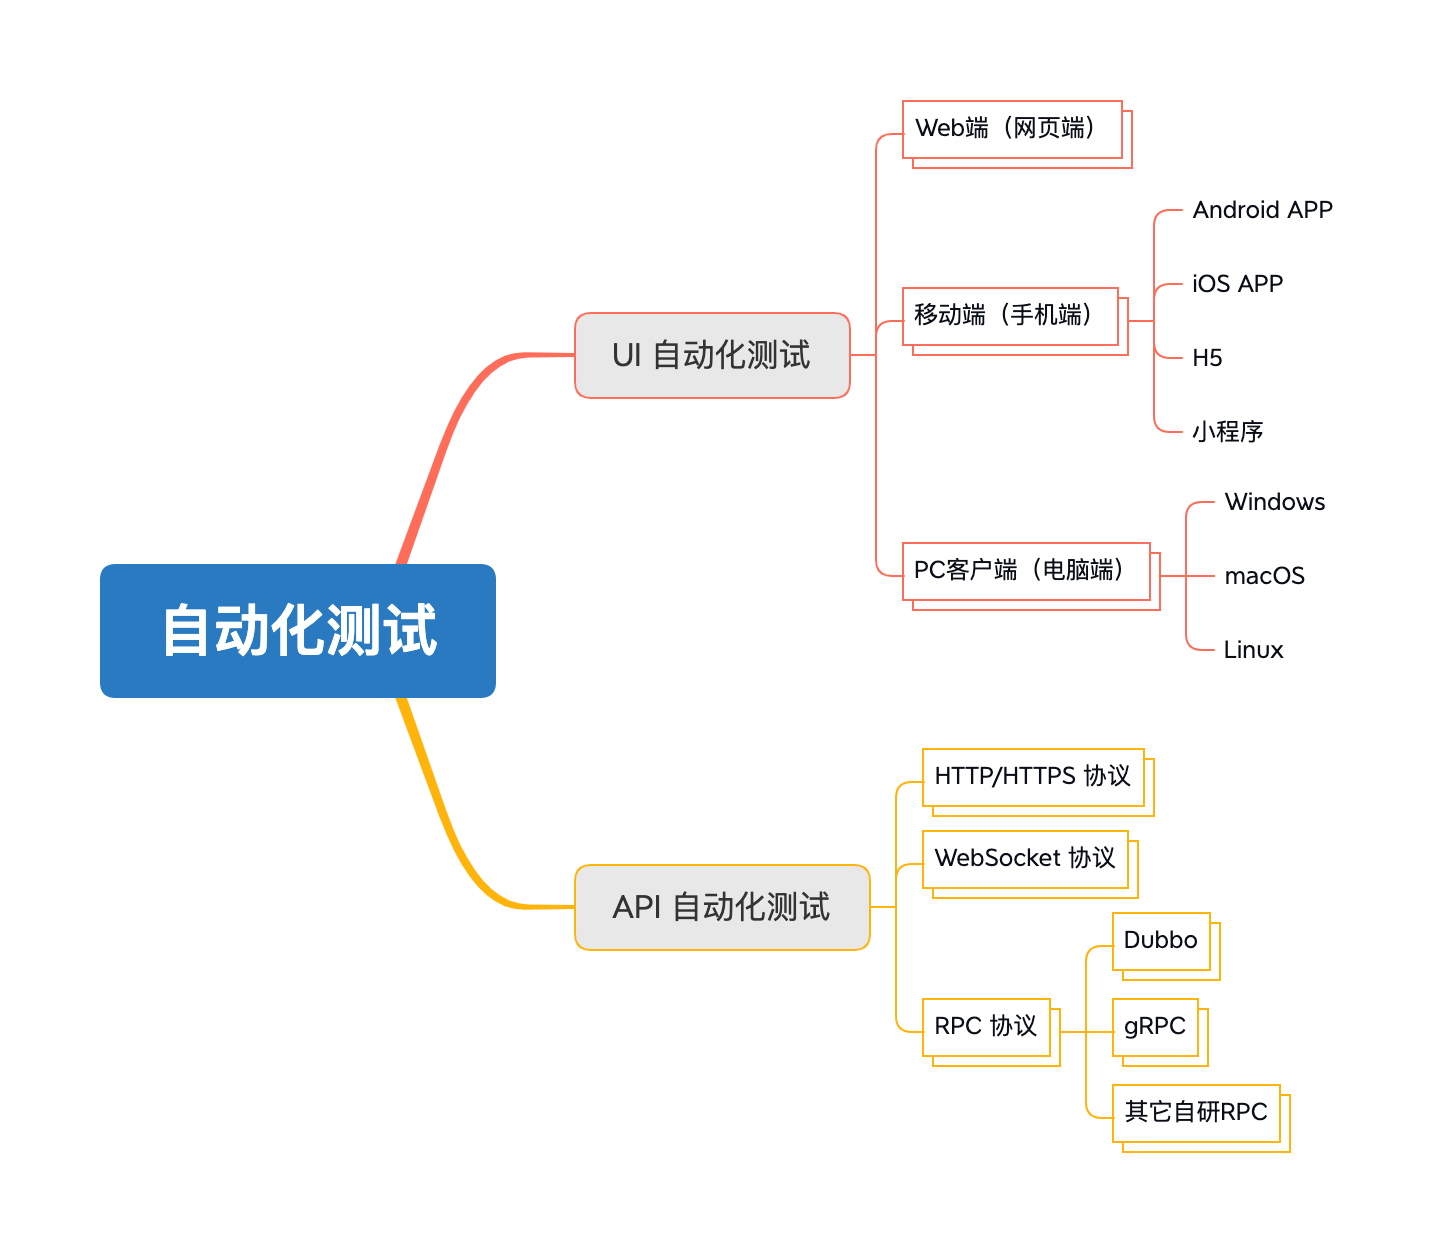 自动化测试
UI 自动化测试
Web端（网页端）
移动端（手机端）
Android APP
iOS APP
H5
小程序
PC客户端（电脑端）
Windows
macOS
Linux
API 自动化测试
HTTP/HTTPS 协议
WebSocket 协议
RPC 协议
Dubbo
gRPC
其它自研RPC